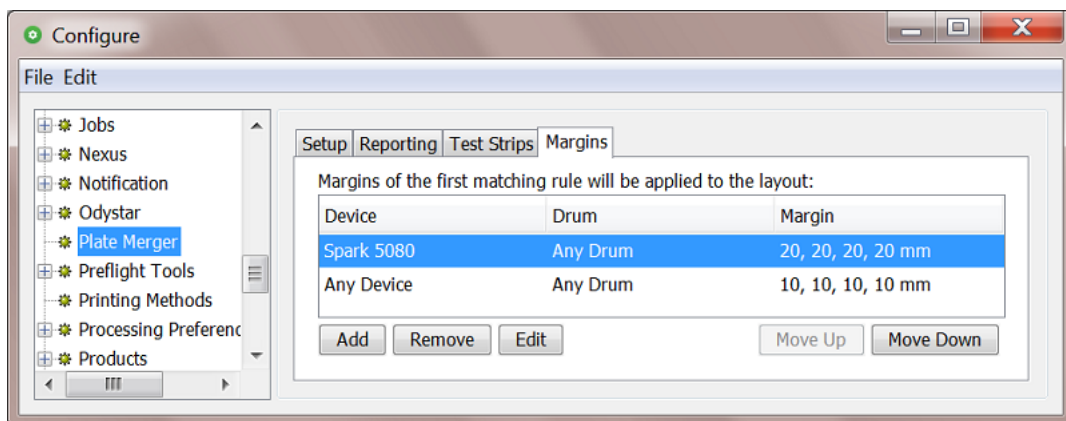 Configure
File Edit
Jobs
Nexus
Notification
Odystar
Plate Merger
Preflight Tools
Printing Methods
Processing Preferenc
Products
Setup Reporting Test Strips Margins
Margins of the first matching rule will be applied to the layout:
Device Drum Margin
Spark 5080 Any Drum 20, 20, 20, 20 mm
Any Device Any Drum 10, 10, 10, 10 mm
Add Remove Edit Move Up Move Down